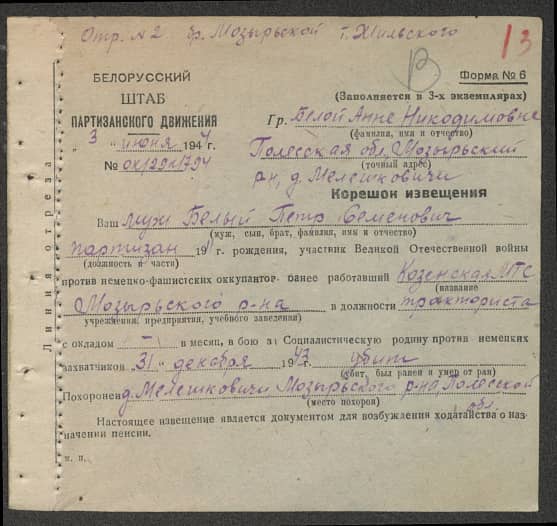 Отр. № 2 бр. Мозырьской т. Жильского
13
В
БЕЛОРУССКИЙ
ШТАБ
ПАРТИЗАНСКОГО ДВИЖЕНИЯ
„ 3 " июня 1944 г
№
Форма № 6
(Заполняется в 3-х экземплярах)
Гр. Белой Анне Никодимовне
(фамилия, имя и отчество)
Полесская обл, Мозырьский
(точный адрес)
р-н, д. Мелешковичи
Корешок извещения
Ваш муж Белый Петр Семенович
(муж, сын, брат, фамилия, имя и отчество)
партизан 19 г. рождения, участник Великой Отечественной войны
(должность и часть)
против немецко-фашистских оккупантов ранее работавший Козенская МТС
(название
Мозырьского р-на в должности тракториста
учреждения, предприятия, учебного заведения)
с окладом — в месяц, в бою за Социалистическую родину против немецких
захватчиков 31 " декабря 1943 г. убит
(убит, был ранен и умер от ран)
Похоронен д. Мелешковичи Мозырьского р-на Полесской
(место похорон) обл.
Настоящее извещение является документом для возбуждения ходатайства о назначении пенсии.
м. п.
Линия отреза